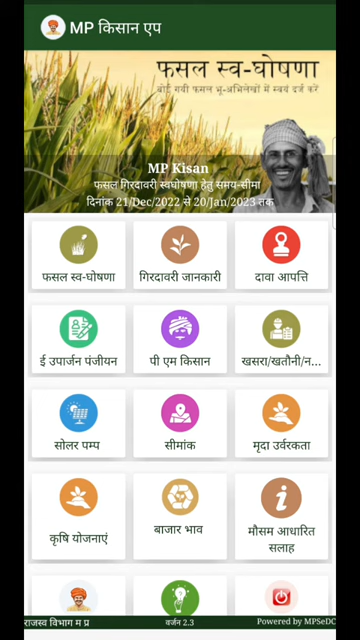 MP किसान एप
फसल स्व-घोषणा
बोई गयी फसल भू-अभिलेखों में स्वयं दर्ज करें
MP Kisan
फसल गिरदावरी स्वघोषणा हेतु समय-सीमा
दिनांक 21/Dec/2022 से 20/Jan/2023 तक
फसल स्व-घोषणा
गिरदावरी जानकारी
दावा आपत्ति
ई उपार्जन पंजीयन
पी एम किसान
खसरा/खतौनी/न...
सोलर पम्प
सीमांक
मृदा उर्वरकता
कृषि योजनाएं
बाजार भाव
मौसम आधारित
सलाह
राजस्व विभाग म प्र
वर्जन 2.3
Powered by MPSeDC